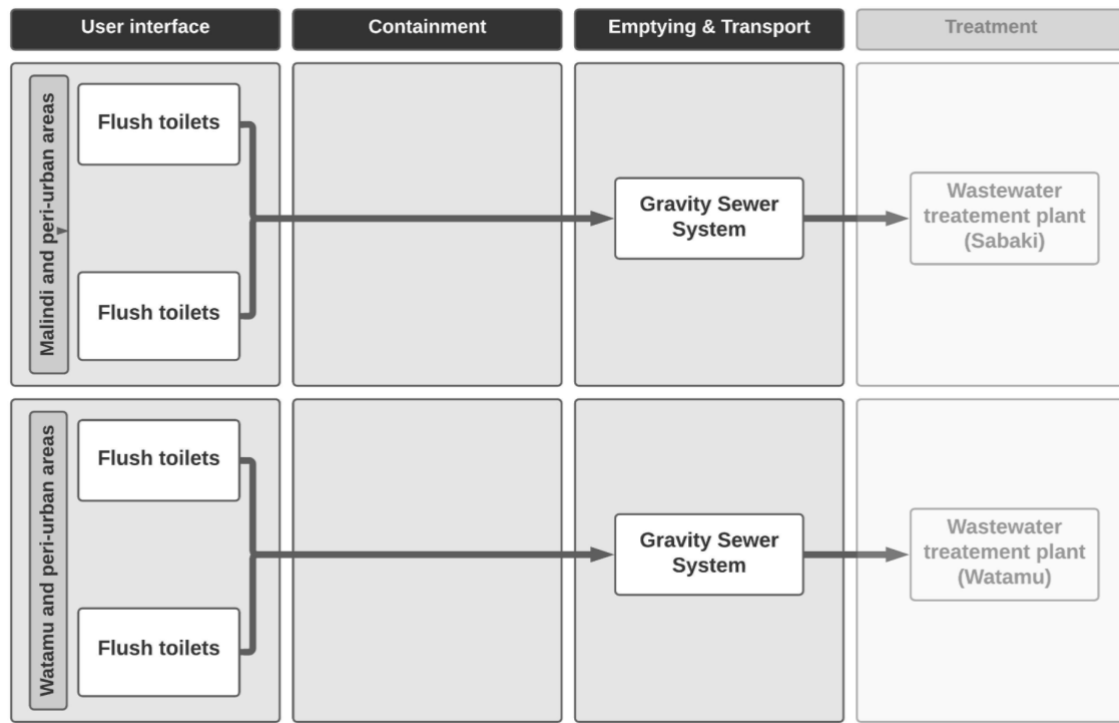 User interface
Containment
Emptying & Transport
Treatment
Malindi and peri-urban areas
Flush toilets
Flush toilets
Gravity Sewer
System
Wastewater
treatement plant
(Sabaki)
Watamu and peri-urban areas
Flush toilets
Flush toilets
Gravity Sewer
System
Wastewater
treatement plant
(Watamu)